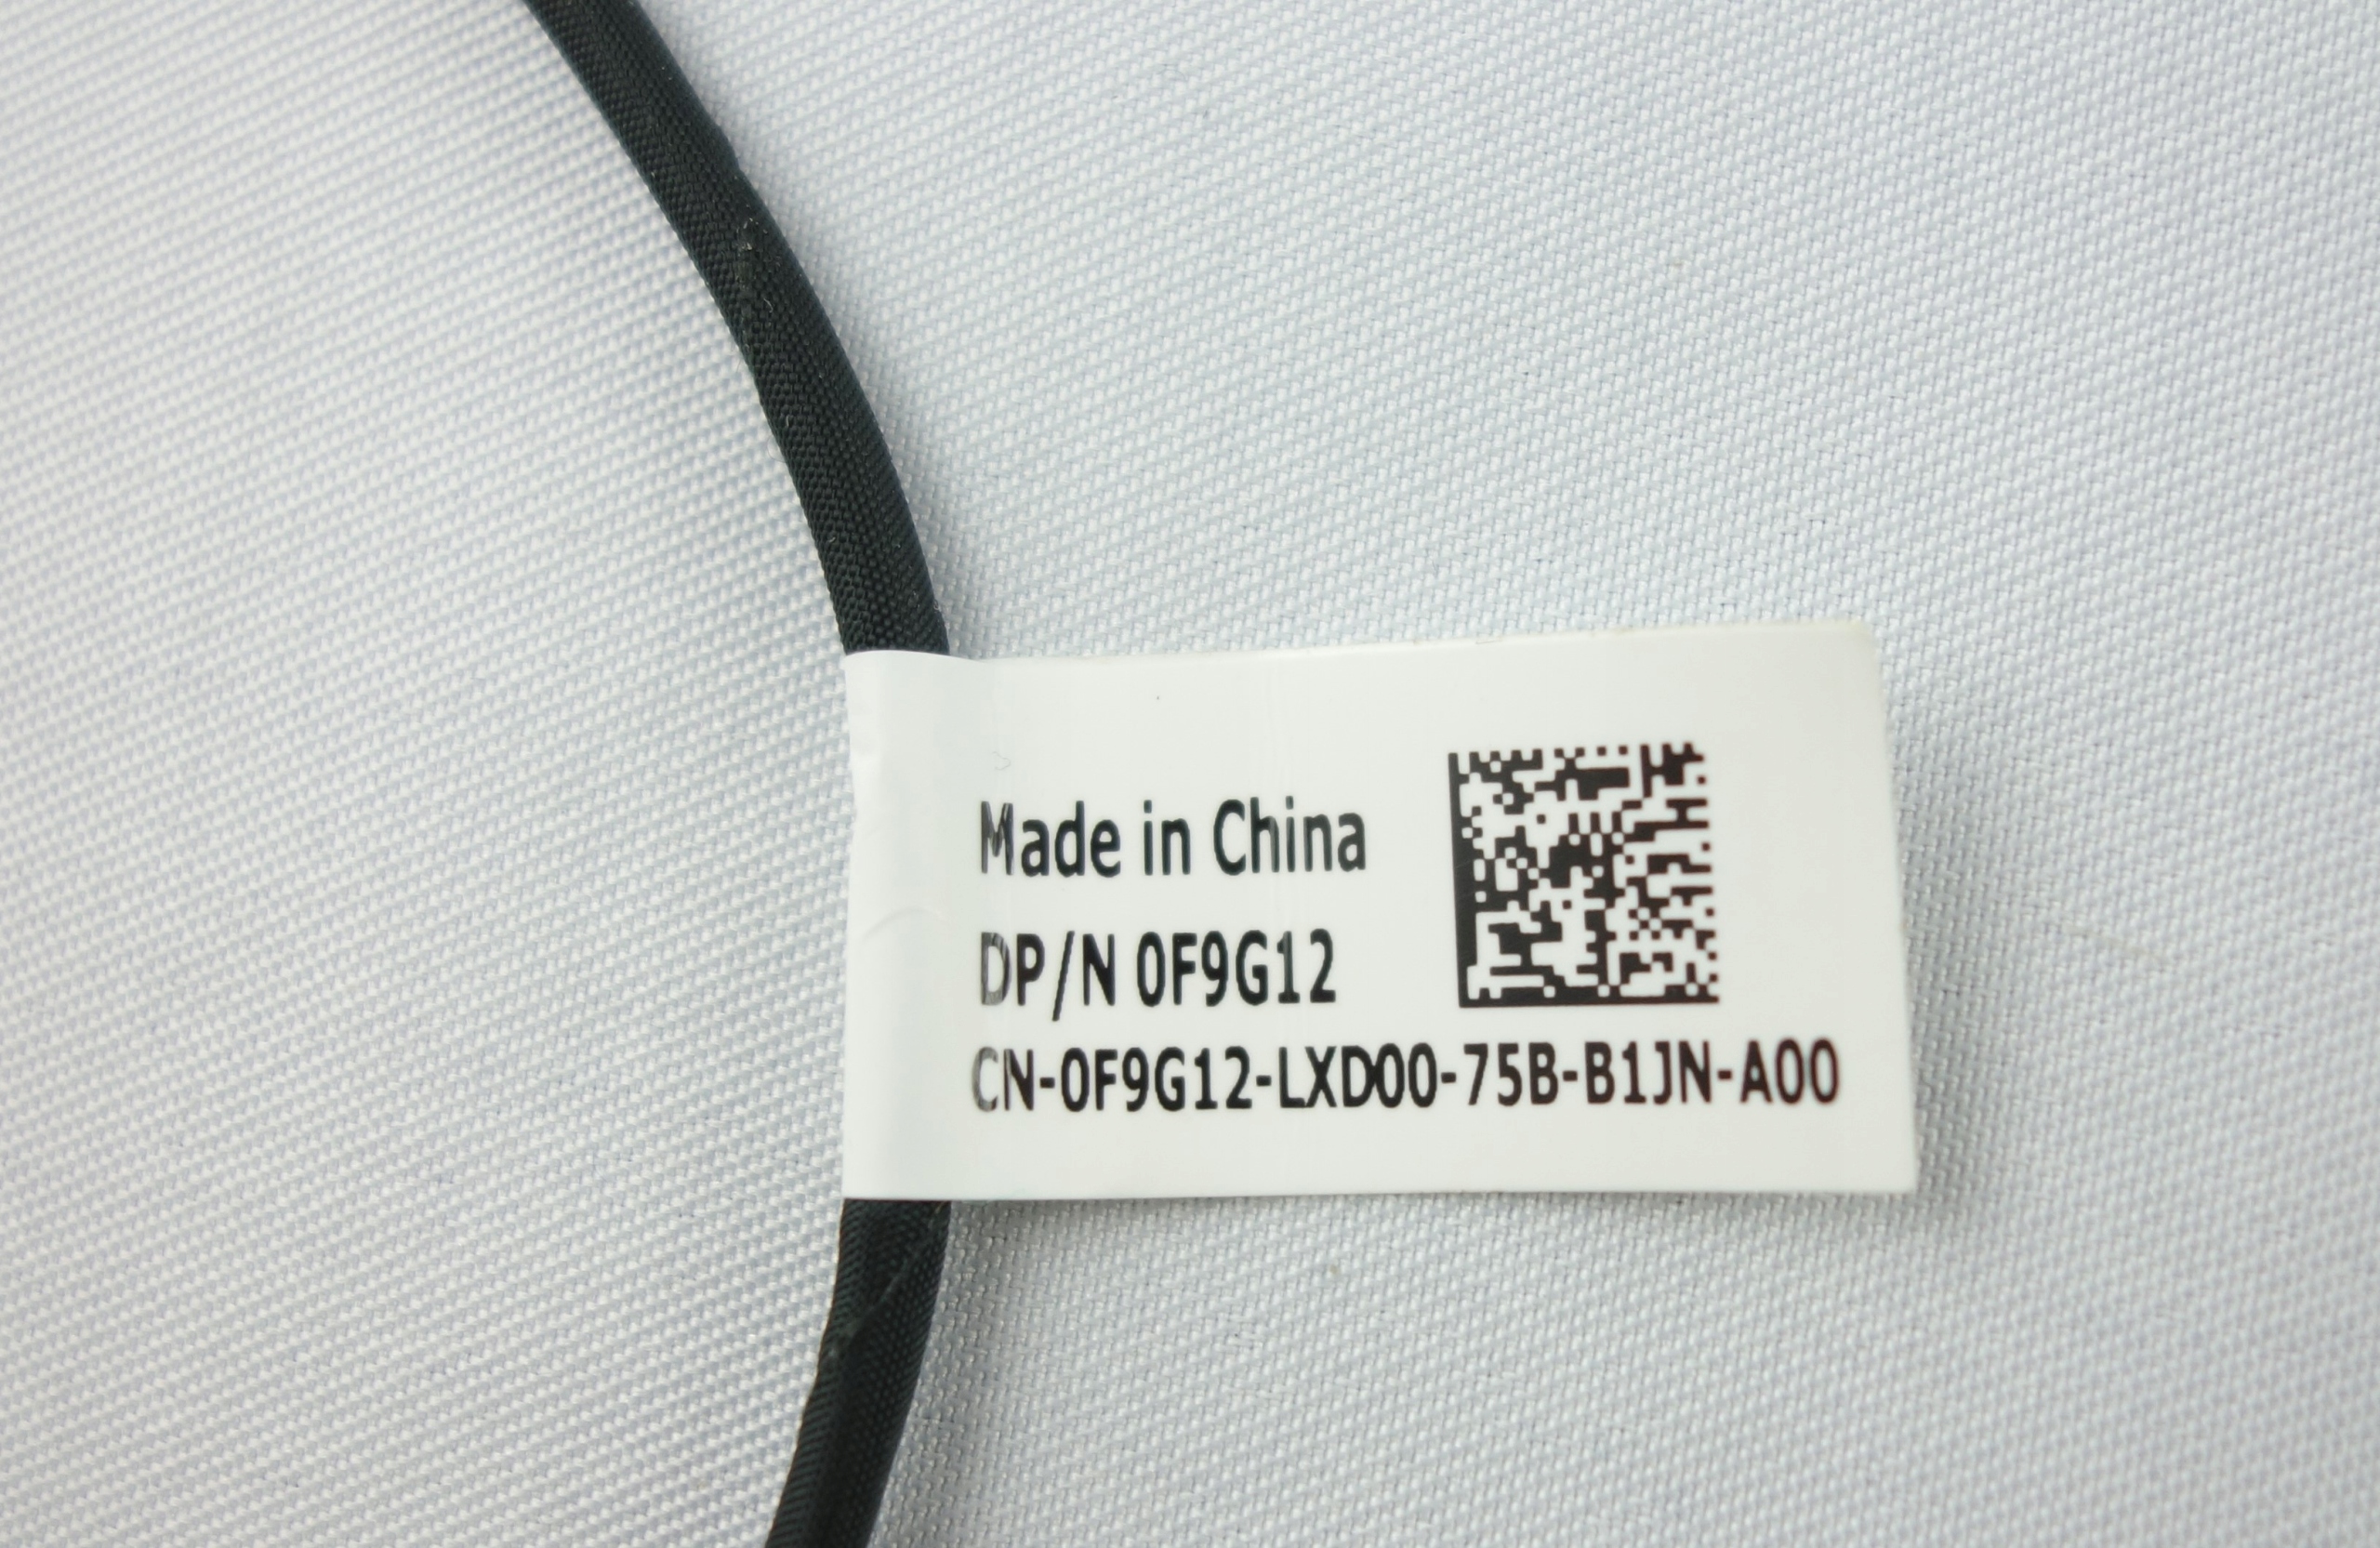 Made in China
DP/N 0F9G12
CN-0F9G12-LXD00-75B-B1JN-A00